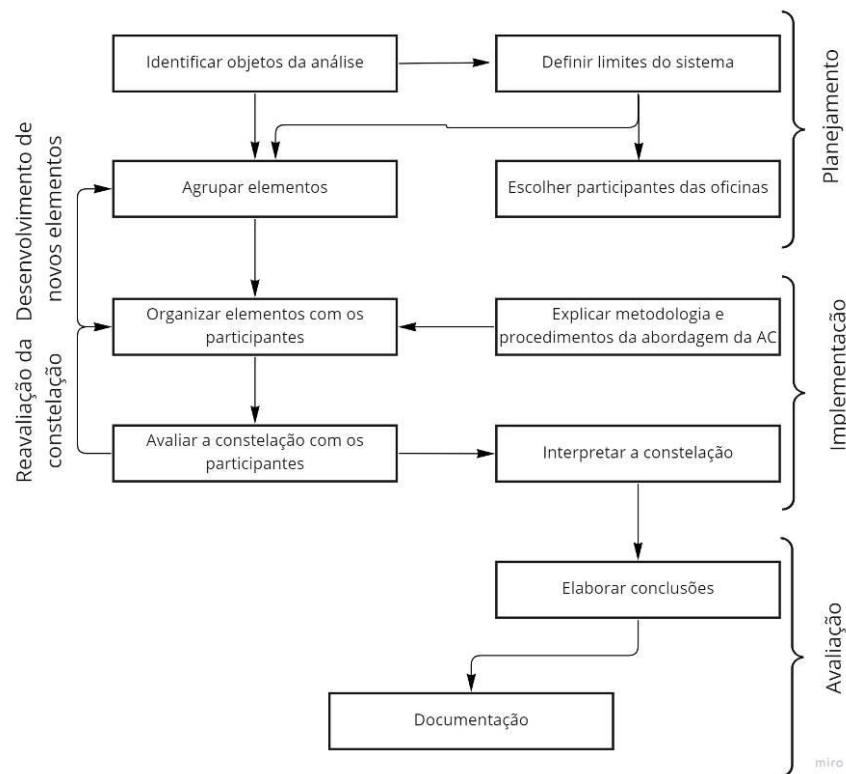 Identificar objetos da análise
Definir limites do sistema
Planejamento
Agrupar elementos
Escolher participantes das oficinas
Desenvolvimento de
novos elementos
Organizar elementos com os
participantes
Explicar metodologia e
procedimentos da abordagem da AC
Implementação
Reavaliação da
constelação
Avaliar a constelação com os
participantes
Interpretar a constelação
Elaborar conclusões
Avaliação
Documentação
miro